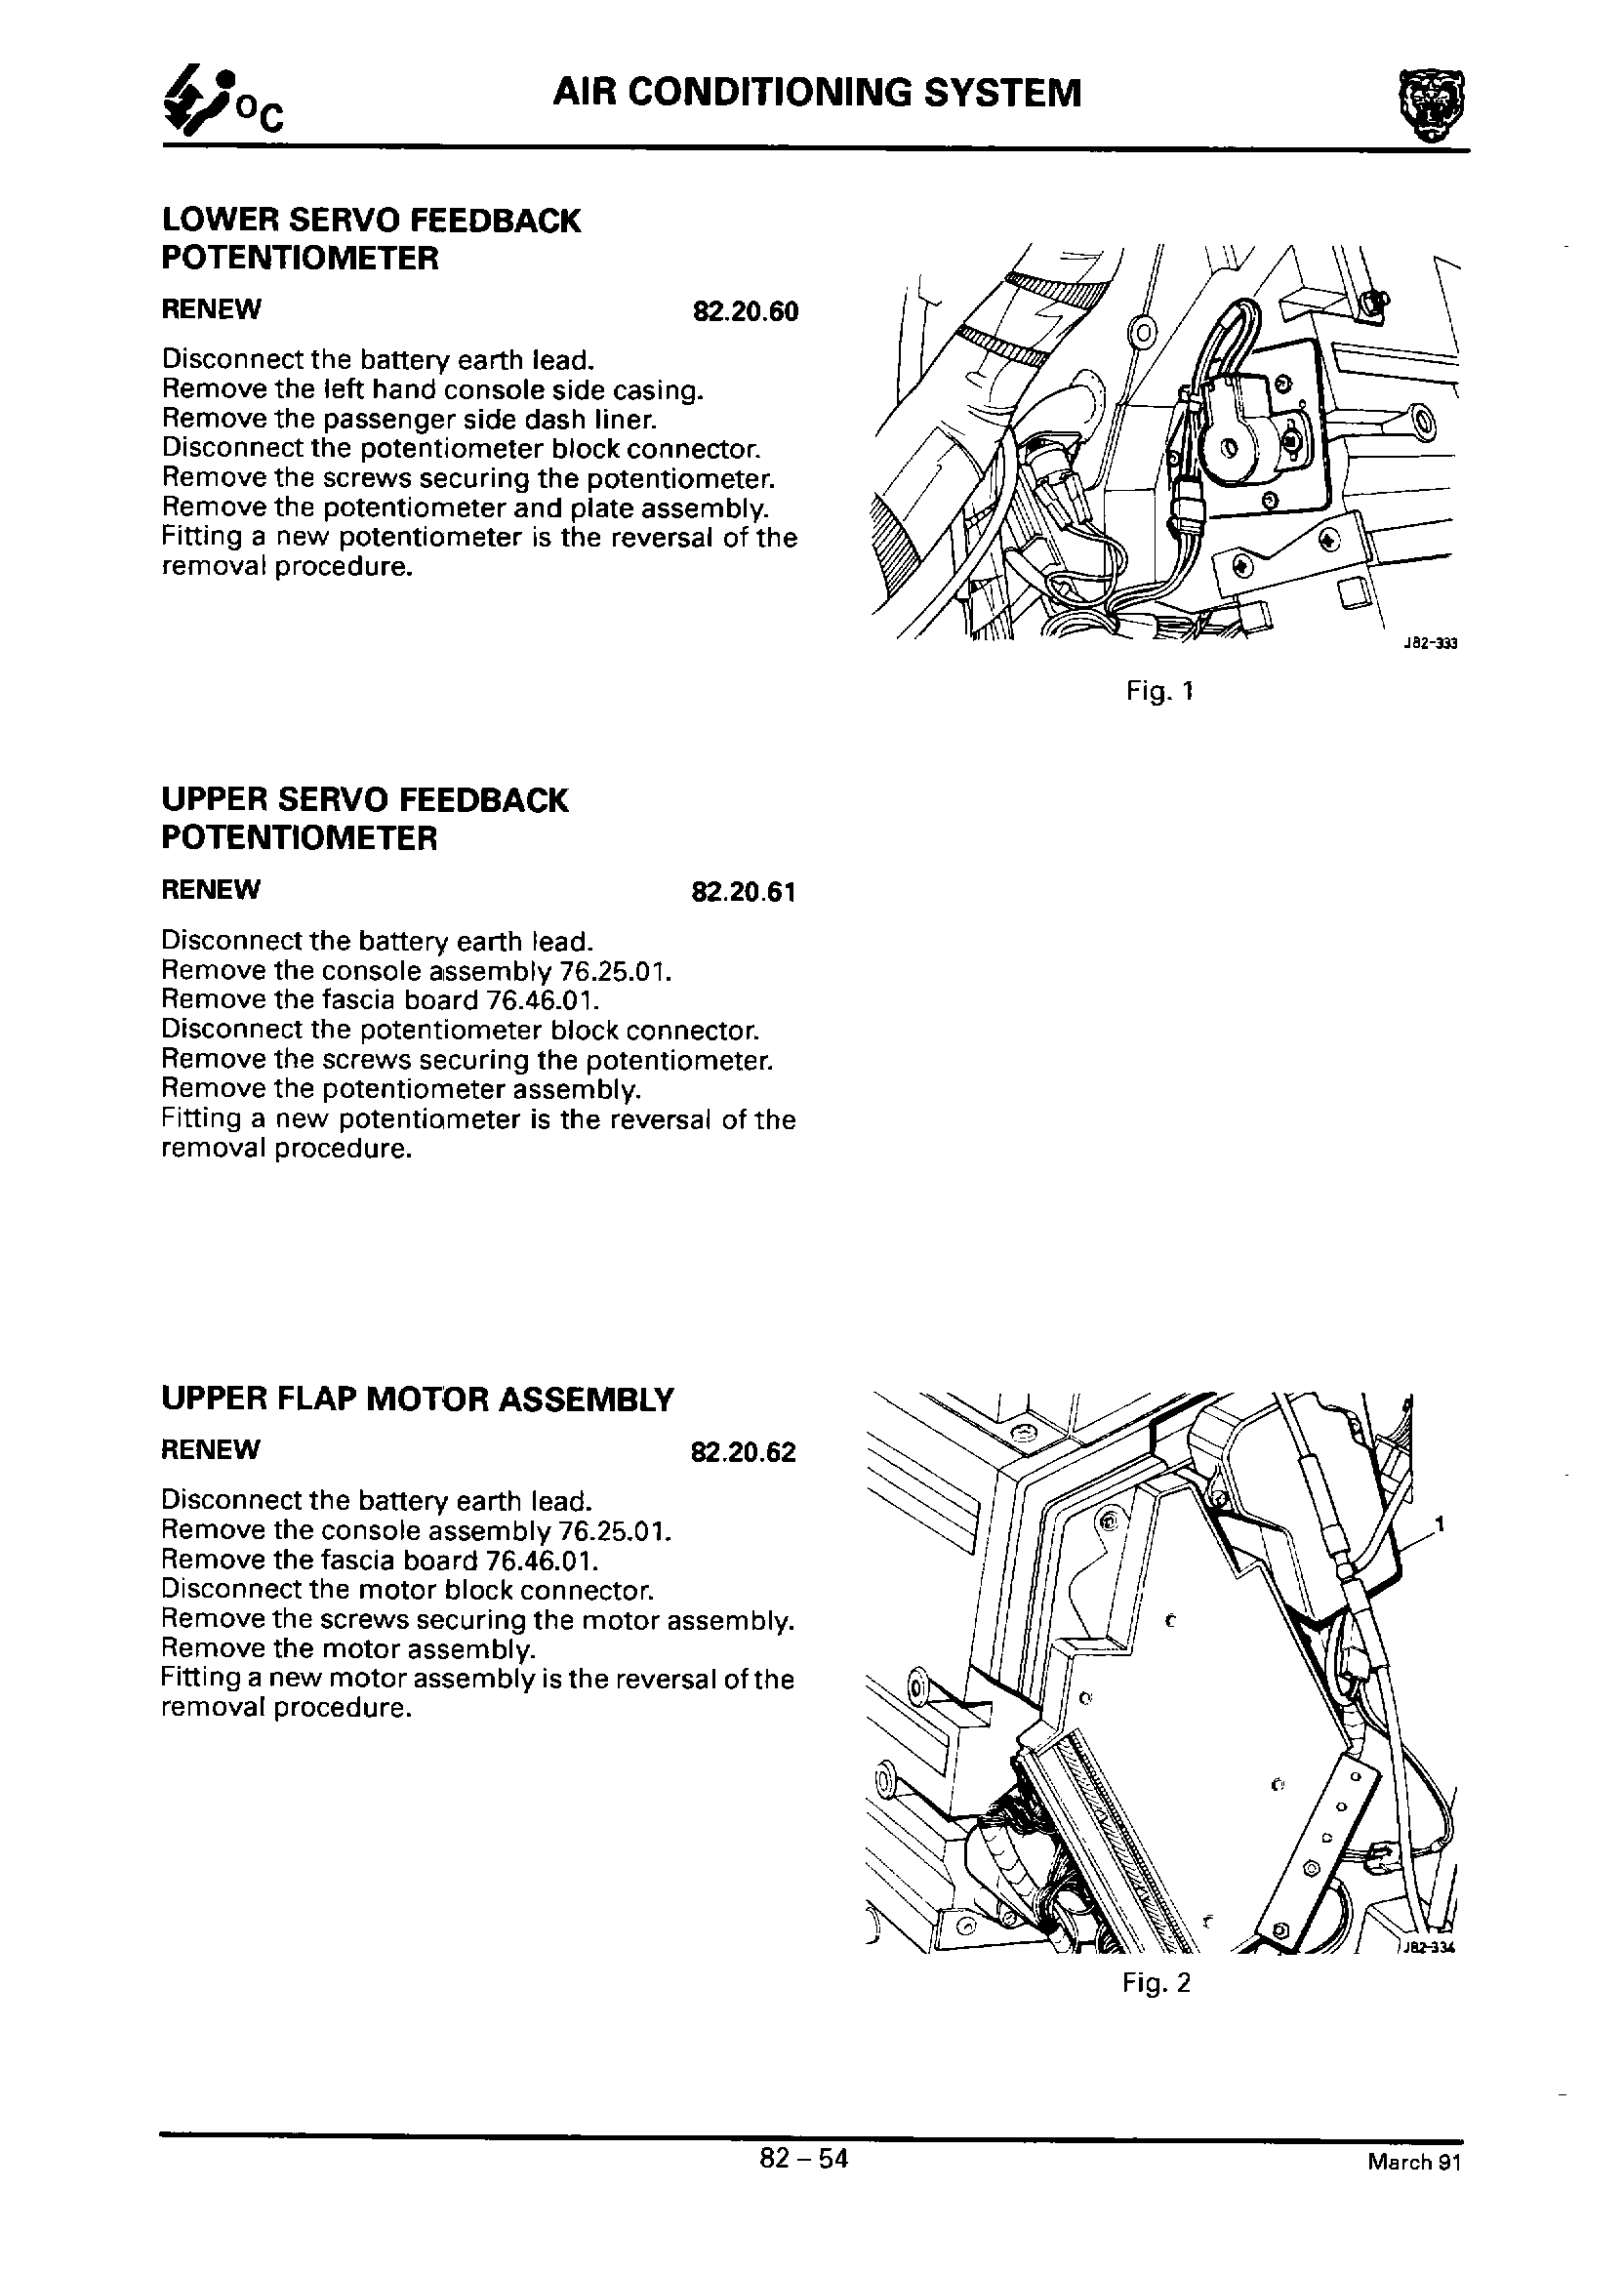 °C
AIR CONDITIONING SYSTEM
LOWER SERVO FEEDBACK
POTENTIOMETER
RENEW 82.20.60
Disconnect the battery earth lead.
Remove the left hand console side casing.
Remove the passenger side dash liner.
Disconnect the potentiometer block connector.
Remove the screws securing the potentiometer.
Remove the potentiometer and plate assembly.
Fitting a new potentiometer is the reversal of the
removal procedure.
J82-333
Fig. 1
UPPER SERVO FEEDBACK
POTENTIOMETER
RENEW 82.20.61
Disconnect the battery earth lead.
Remove the console assembly 76.25.01.
Remove the fascia board 76.46.01.
Disconnect the potentiometer block connector.
Remove the screws securing the potentiometer.
Remove the potentiometer assembly.
Fitting a new potentiometer is the reversal of the
removal procedure.
UPPER FLAP MOTOR ASSEMBLY
RENEW 82.20.62
Disconnect the battery earth lead.
Remove the console assembly 76.25.01.
Remove the fascia board 76.46.01.
Disconnect the motor block connector.
Remove the screws securing the motor assembly.
Remove the motor assembly.
Fitting a new motor assembly is the reversal of the
removal procedure.
1
J82-334
Fig. 2
82 – 54
March 91